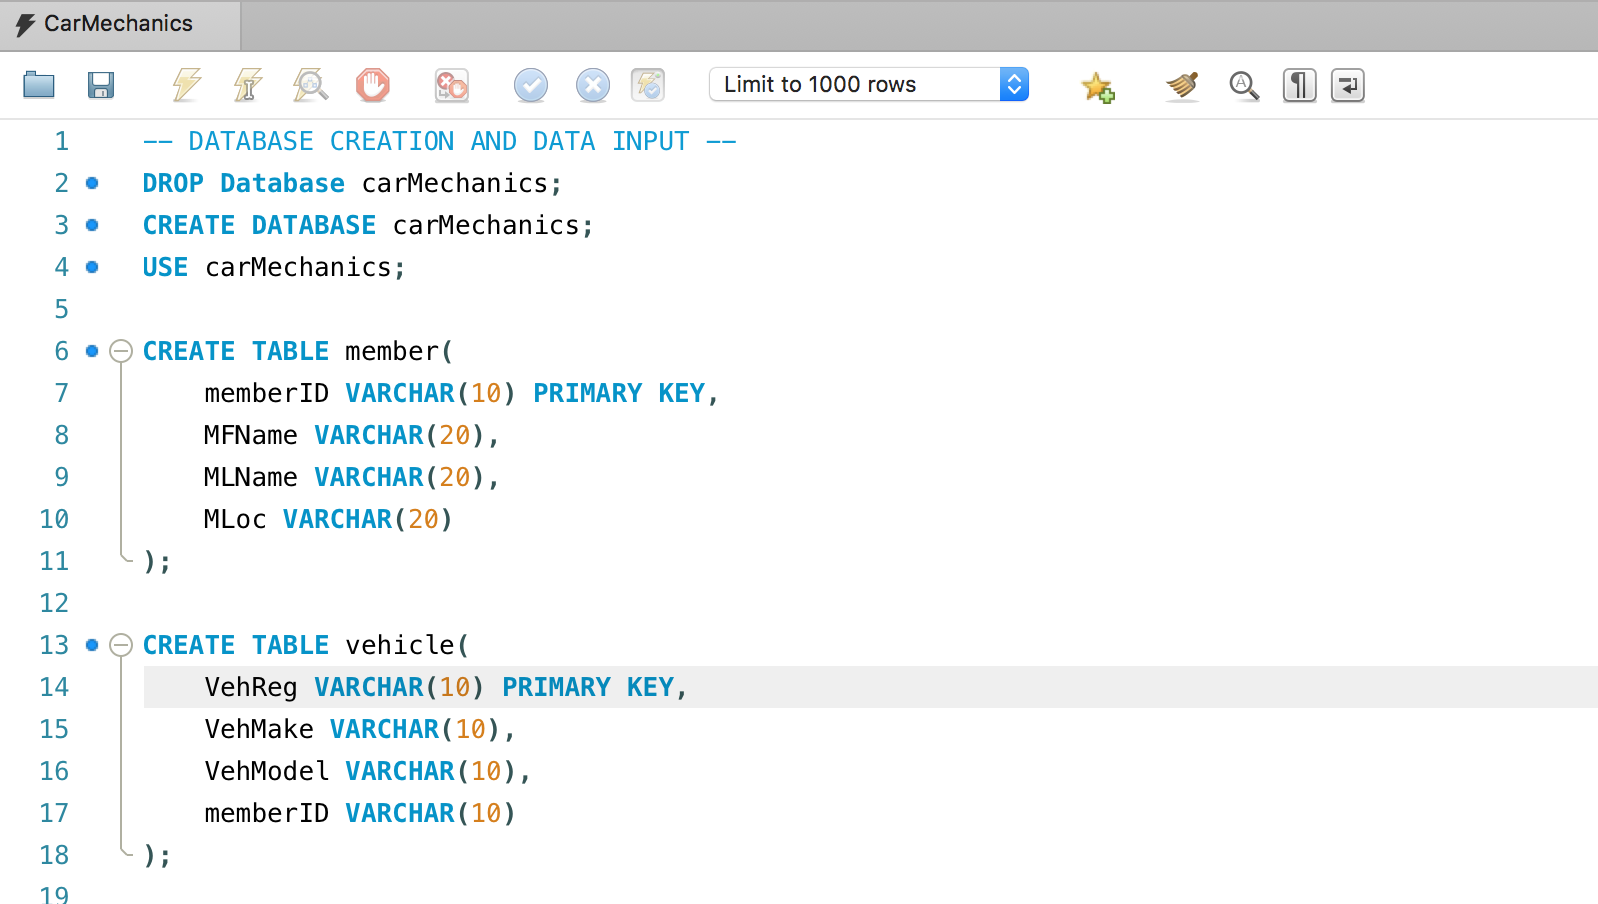 CarMechanics
Limit to 1000 rows
1 -- DATABASE CREATION AND DATA INPUT --
2 DROP Database carMechanics;
3 CREATE DATABASE carMechanics;
4 USE carMechanics;
5
6 CREATE TABLE member(
7 memberID VARCHAR(10) PRIMARY KEY,
8 MFName VARCHAR(20),
9 MLName VARCHAR(20),
10 MLoc VARCHAR(20)
11 );
12
13 CREATE TABLE vehicle(
14 VehReg VARCHAR(10) PRIMARY KEY,
15 VehMake VARCHAR(10),
16 VehModel VARCHAR(10),
17 memberID VARCHAR(10)
18 );
19